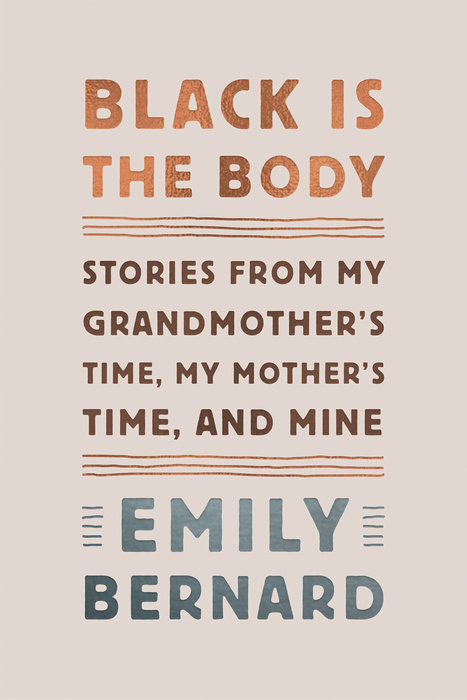 BLACK IS
THE BODY
STORIES FROM MY
GRANDMOTHER'S
TIME, MY MOTHER'S
TIME, AND MINE
EMILY
BERNARD